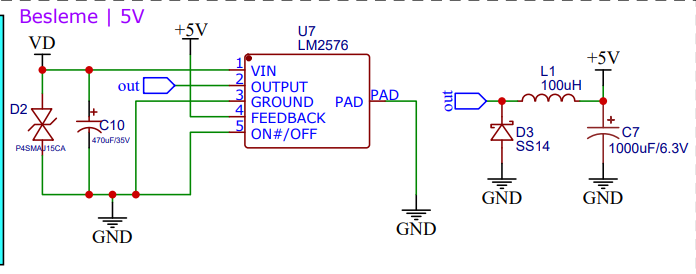 Besleme | 5V
VD
+5V
U7
LM2576
1 VIN
2 OUTPUT
3 GROUND
4 FEEDBACK
5 ON#/OFF
PAD PAD
out
D2
P4SMAJ15CA
C10
470uF/35V
GND
GND
out
L1
100uH
+5V
D3
SS14
C7
1000uF/6.3V
GND
GND